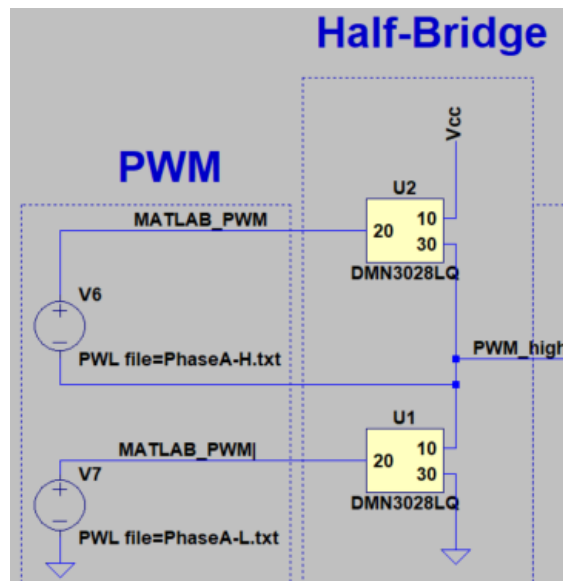 Half-Bridge
PWM
Vcc
U2
MATLAB_PWM
10
20
30
DMN3028LQ
V6
PWM_high
PWL file=PhaseA-H.txt
U1
MATLAB_PWM|
10
20
30
V7
DMN3028LQ
PWL file=PhaseA-L.txt